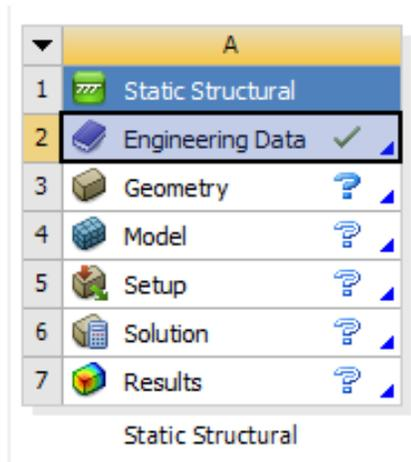 A
1 Static Structural
2 Engineering Data
3 Geometry
4 Model
5 Setup
6 Solution
7 Results
Static Structural